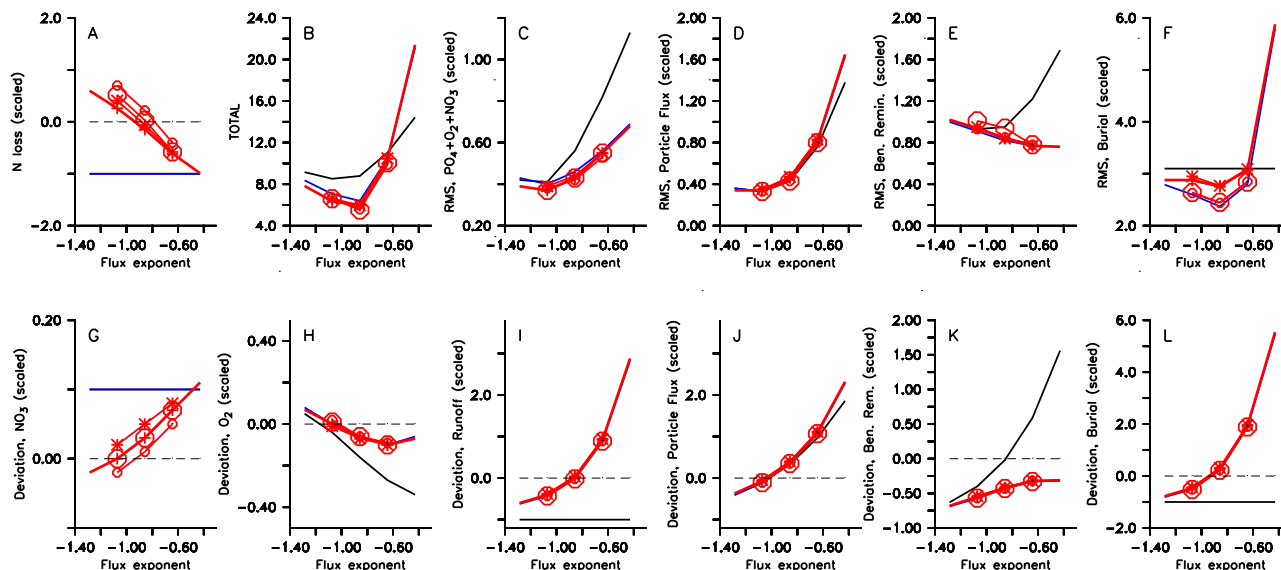 A
N loss (scaled)
2.0
0.0
−2.0
−1.40 −1.00 −0.60
Flux exponent
B
TOTAL
24.0
20.0
16.0
12.0
8.0
4.0
−1.40 −1.00 −0.60
Flux exponent
C
RMS, PO4+O2+NO3 (scaled)
1.00
0.60
0.20
−1.40 −1.00 −0.60
Flux exponent
D
RMS, Particle Flux (scaled)
2.00
1.60
1.20
0.80
0.40
0.00
−1.40 −1.00 −0.60
Flux exponent
E
RMS, Ben. Remin. (scaled)
2.00
1.60
1.20
0.80
0.40
0.00
−1.40 −1.00 −0.60
Flux exponent
F
RMS, Burial (scaled)
6.0
4.0
2.0
−1.40 −1.00 −0.60
Flux exponent
G
Deviation, NO3 (scaled)
0.20
0.00
−1.40 −1.00 −0.60
Flux exponent
H
Deviation, O2 (scaled)
0.40
0.00
−0.40
−1.40 −1.00 −0.60
Flux exponent
I
Deviation, Runoff (scaled)
2.0
0.0
−1.40 −1.00 −0.60
Flux exponent
J
Deviation, Particle Flux (scaled)
2.0
0.0
−1.40 −1.00 −0.60
Flux exponent
K
Deviation, Ben. Rem. (scaled)
2.00
1.50
1.00
0.50
0.00
−0.50
−1.00
−1.40 −1.00 −0.60
Flux exponent
L
Deviation, Burial (scaled)
6.0
4.0
2.0
0.0
−2.0
−1.40 −1.00 −0.60
Flux exponent